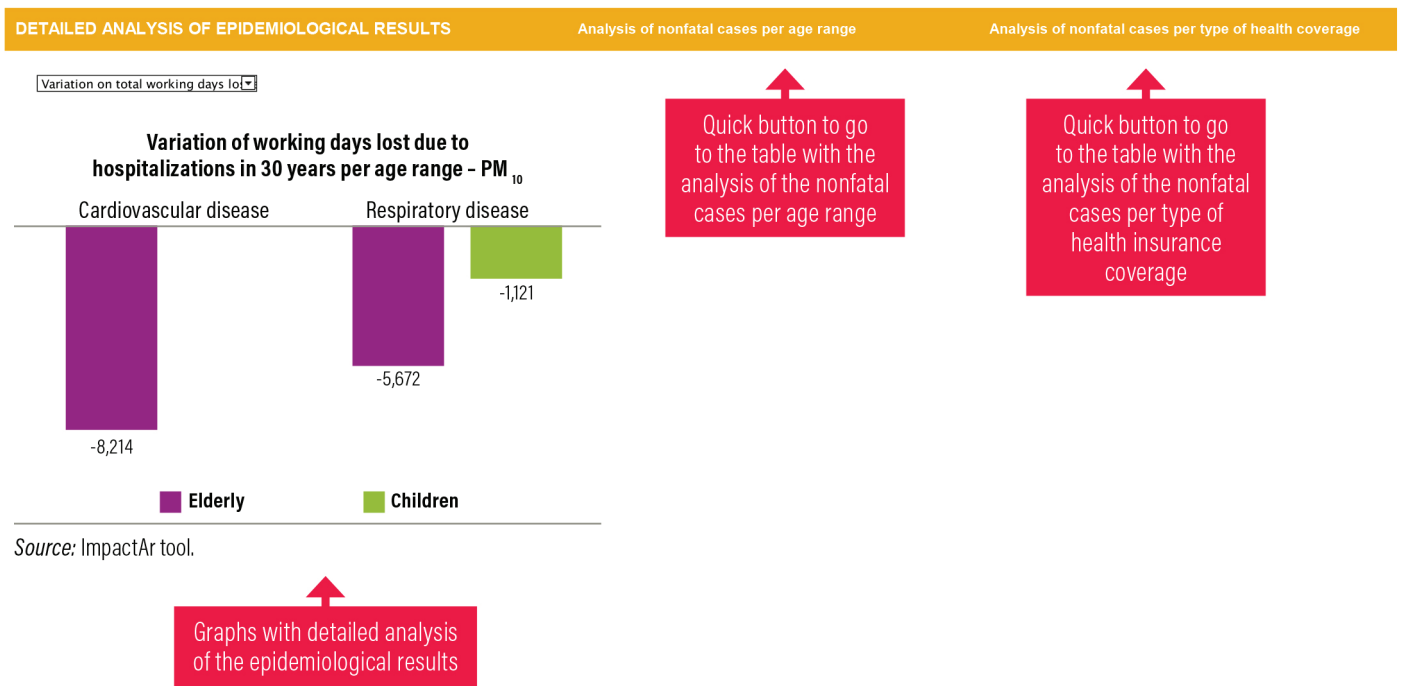 DETAILED ANALYSIS OF EPIDEMIOLOGICAL RESULTS
Analysis of nonfatal cases per age range
Analysis of nonfatal cases per type of health coverage
Variation on total working days los
Variation of working days lost due to
hospitalizations in 30 years per age range – PM 10
Cardiovascular disease
Respiratory disease
-1,121
-5,672
-8,214
Elderly
Children
Source: ImpactAr tool.
Quick button to go
to the table with the
analysis of the nonfatal
cases per age range
Quick button to go
to the table with the
analysis of the nonfatal
cases per type of
health insurance
coverage
Graphs with detailed analysis
of the epidemiological results